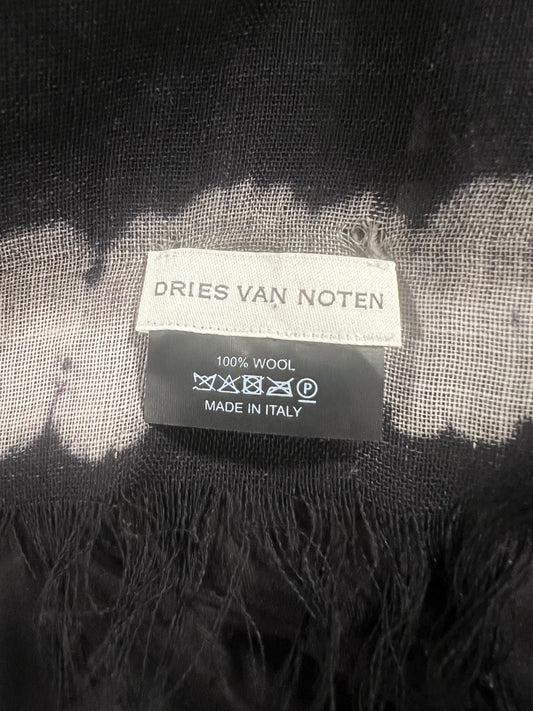 DRIES VAN NOTEN
100% WOOL
P
MADE IN ITALY